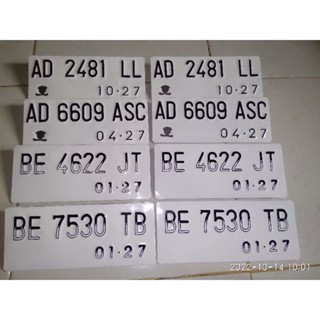 AD 2481 LL
10·27
AD 2481 LL
10·27
AD 6609 ASC
04·27
AD 6609 ASC
04·27
BE 4622 JT
01·27
BE 4622 JT
01·27
BE 7530 TB
01·27
BE 7530 TB
01·27
2022-10-14 10:01